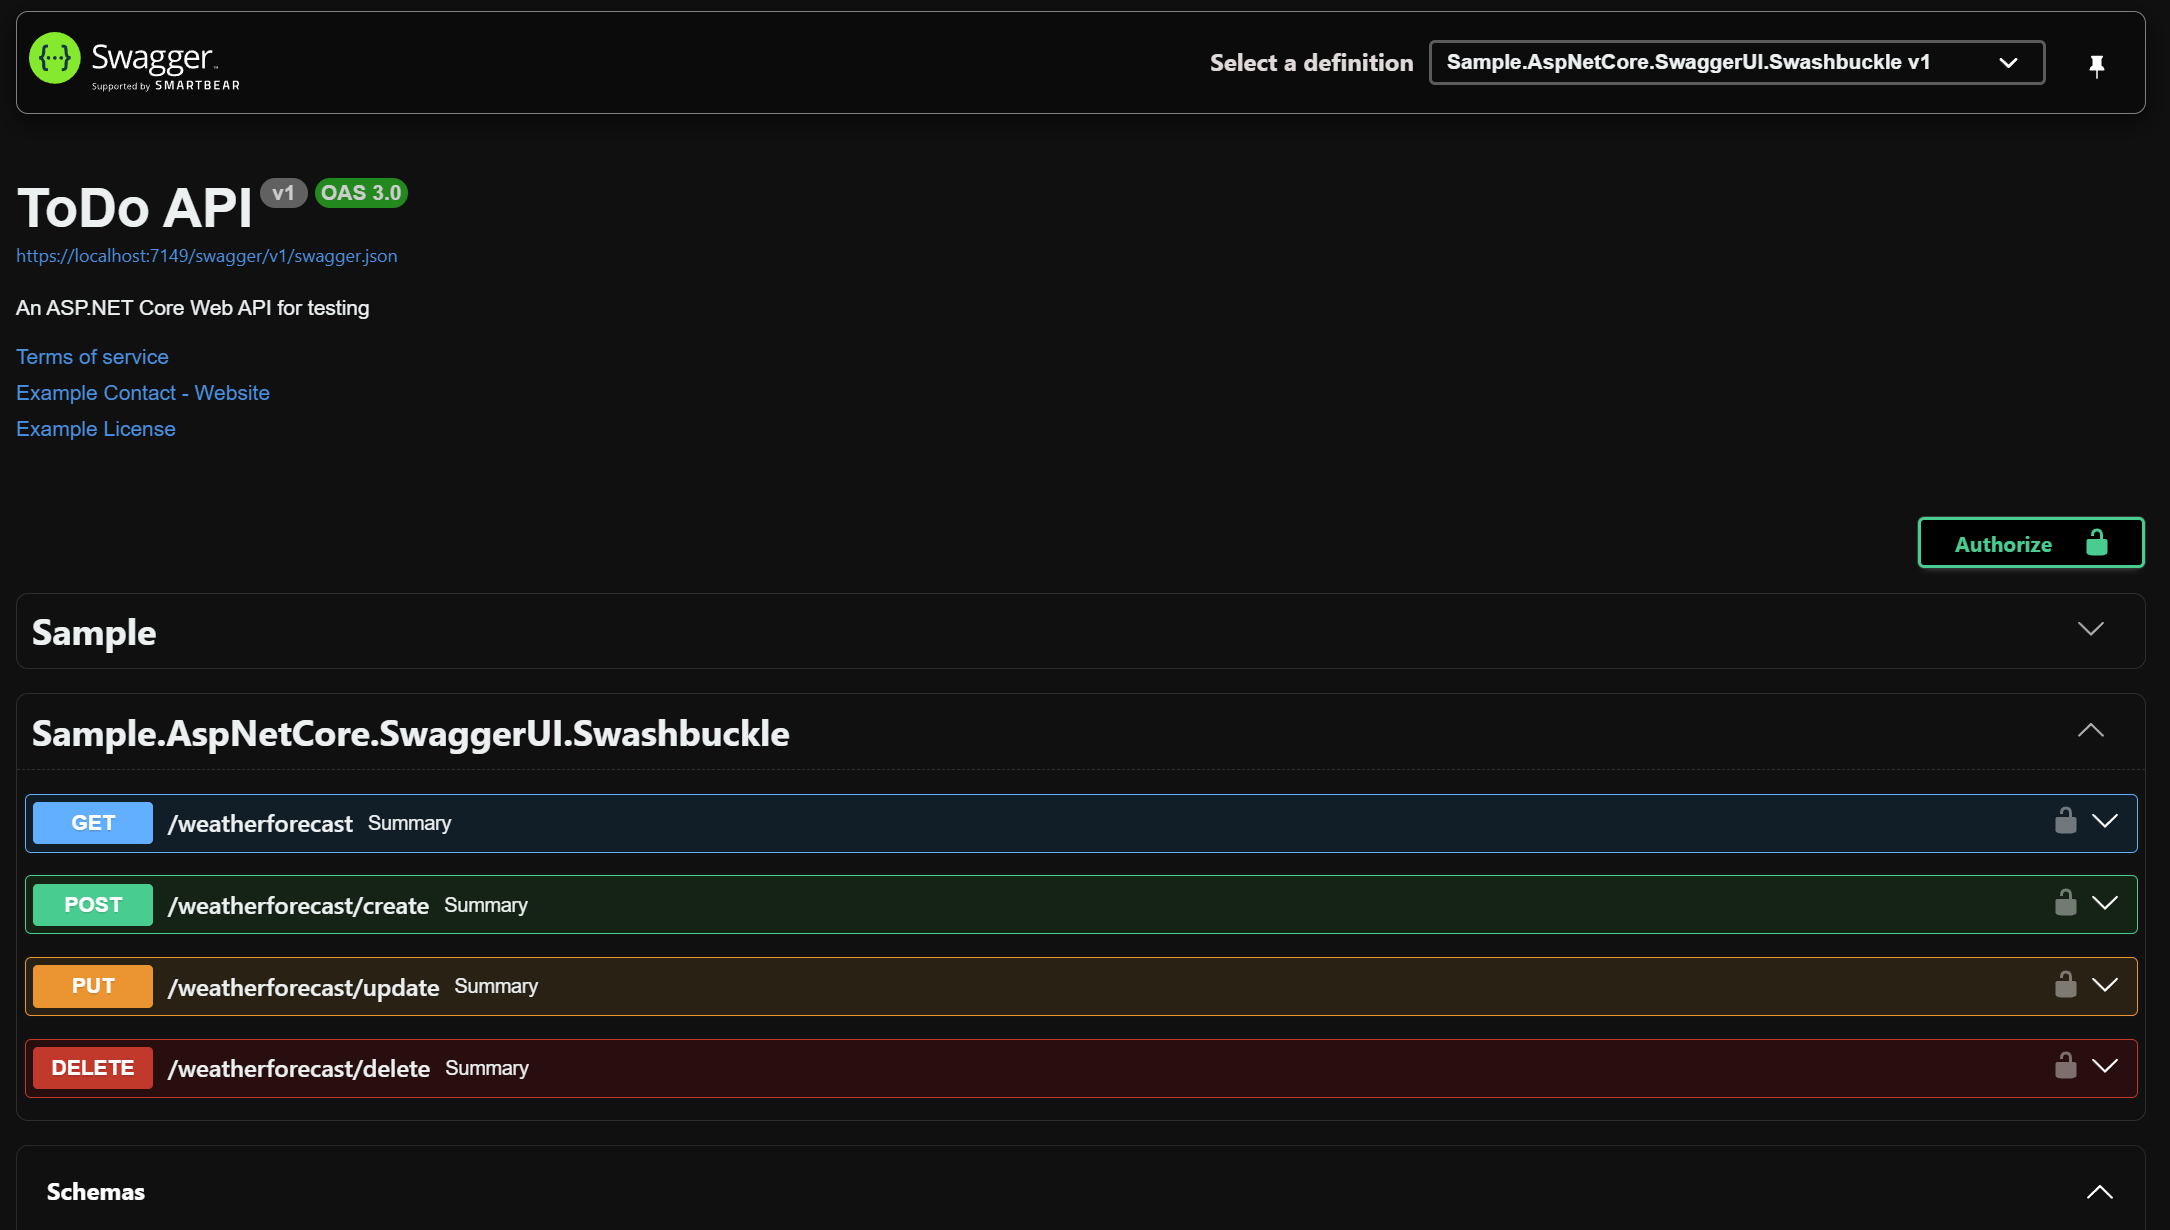 Swagger™
Supported by SMARTBEAR
Select a definition
Sample.AspNetCore.SwaggerUI.Swashbuckle v1
ToDo API v1 OAS 3.0
https://localhost:7149/swagger/v1/swagger.json
An ASP.NET Core Web API for testing
Terms of service
Example Contact - Website
Example License
Authorize
Sample
Sample.AspNetCore.SwaggerUI.Swashbuckle
GET /weatherforecast Summary
POST /weatherforecast/create Summary
PUT /weatherforecast/update Summary
DELETE /weatherforecast/delete Summary
Schemas